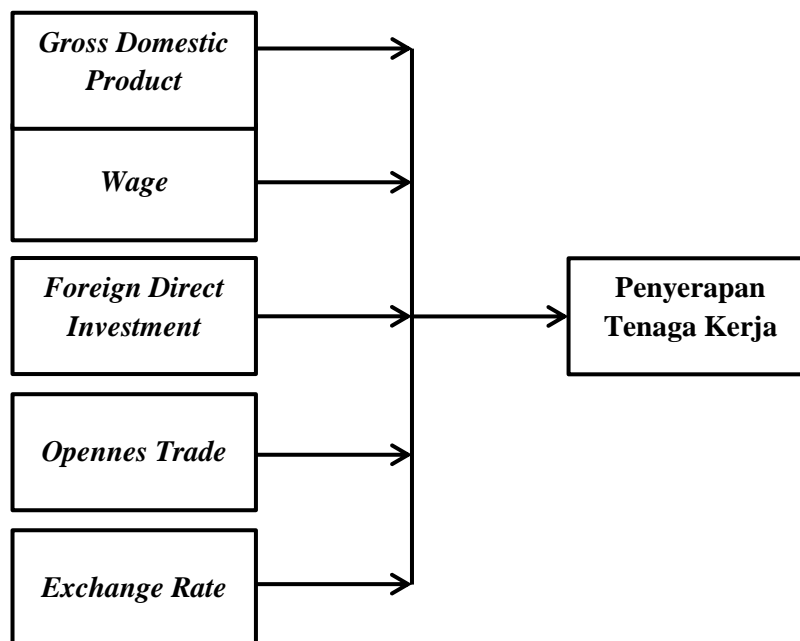 Gross Domestic
Product
Wage
Foreign Direct
Investment
Opennes Trade
Exchange Rate
Penyerapan
Tenaga Kerja